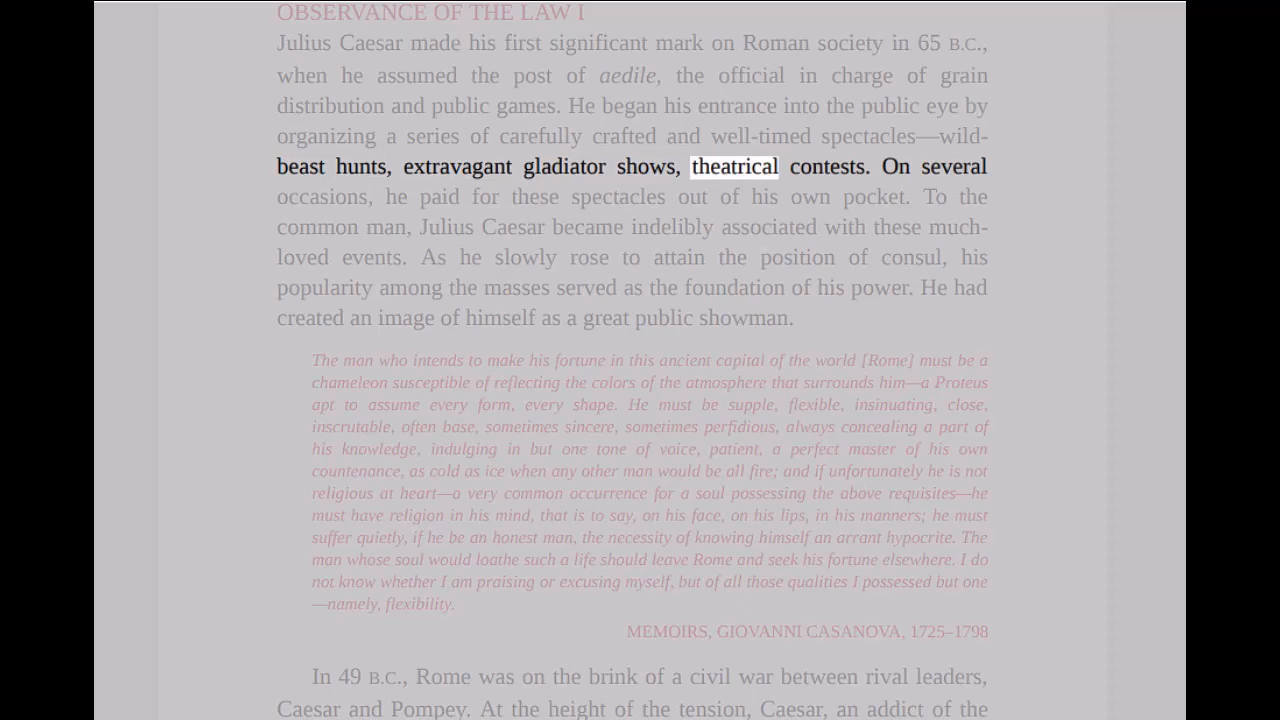 OBSERVANCE OF THE LAW I
Julius Caesar made his first significant mark on Roman society in 65 B.C.,
when he assumed the post of aedile, the official in charge of grain
distribution and public games. He began his entrance into the public eye by
organizing a series of carefully crafted and well-timed spectacles—wild-
beast hunts, extravagant gladiator shows, theatrical contests. On several
occasions, he paid for these spectacles out of his own pocket. To the
common man, Julius Caesar became indelibly associated with these much-
loved events. As he slowly rose to attain the position of consul, his
popularity among the masses served as the foundation of his power. He had
created an image of himself as a great public showman.
The man who intends to make his fortune in this ancient capital of the world [Rome] must be a
chameleon susceptible of reflecting the colors of the atmosphere that surrounds him—a Proteus
apt to assume every form, every shape. He must be supple, flexible, insinuating, close,
inscrutable, often base, sometimes sincere, sometimes perfidious, always concealing a part of
his knowledge, indulging in but one tone of voice, patient, a perfect master of his own
countenance, as cold as ice when any other man would be all fire; and if unfortunately he is not
religious at heart—a very common occurrence for a soul possessing the above requisites—he
must have religion in his mind, that is to say, on his face, on his lips, in his manners; he must
suffer quietly, if he be an honest man, the necessity of knowing himself an arrant hypocrite. The
man whose soul would loathe such a life should leave Rome and seek his fortune elsewhere. I do
not know whether I am praising or excusing myself, but of all those qualities I possessed but one
—namely, flexibility.
MEMOIRS, GIOVANNI CASANOVA, 1725–1798
In 49 B.C., Rome was on the brink of a civil war between rival leaders,
Caesar and Pompey. At the height of the tension, Caesar, an addict of the